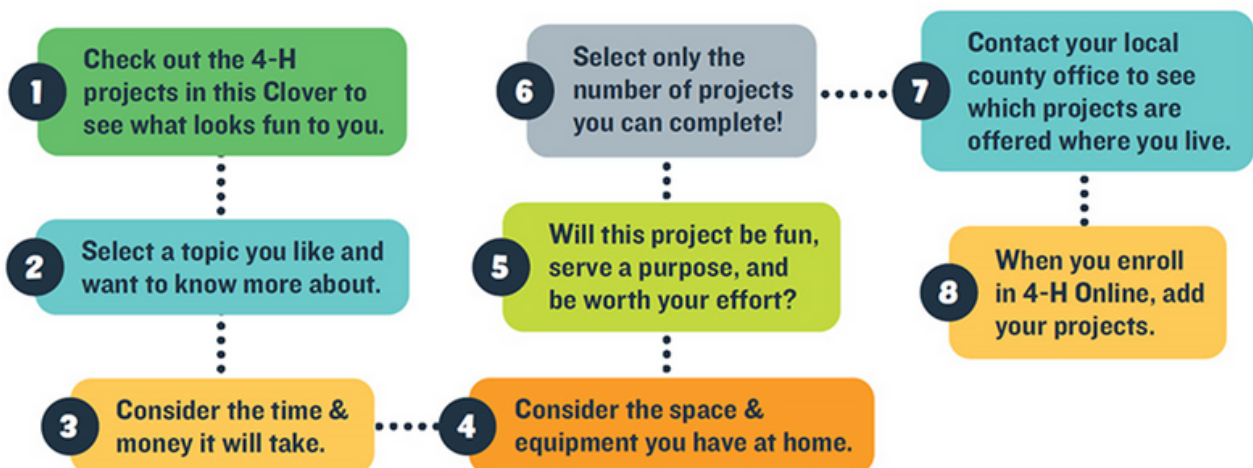 1
Check out the 4-H
projects in this Clover to
see what looks fun to you.
2
Select a topic you like and
want to know more about.
3
Consider the time &
money it will take.
4
Consider the space &
equipment you have at home.
5
Will this project be fun,
serve a purpose, and
be worth your effort?
6
Select only the
number of projects
you can complete!
7
Contact your local
county office to see
which projects are
offered where you live.
8
When you enroll
in 4-H Online, add
your projects.